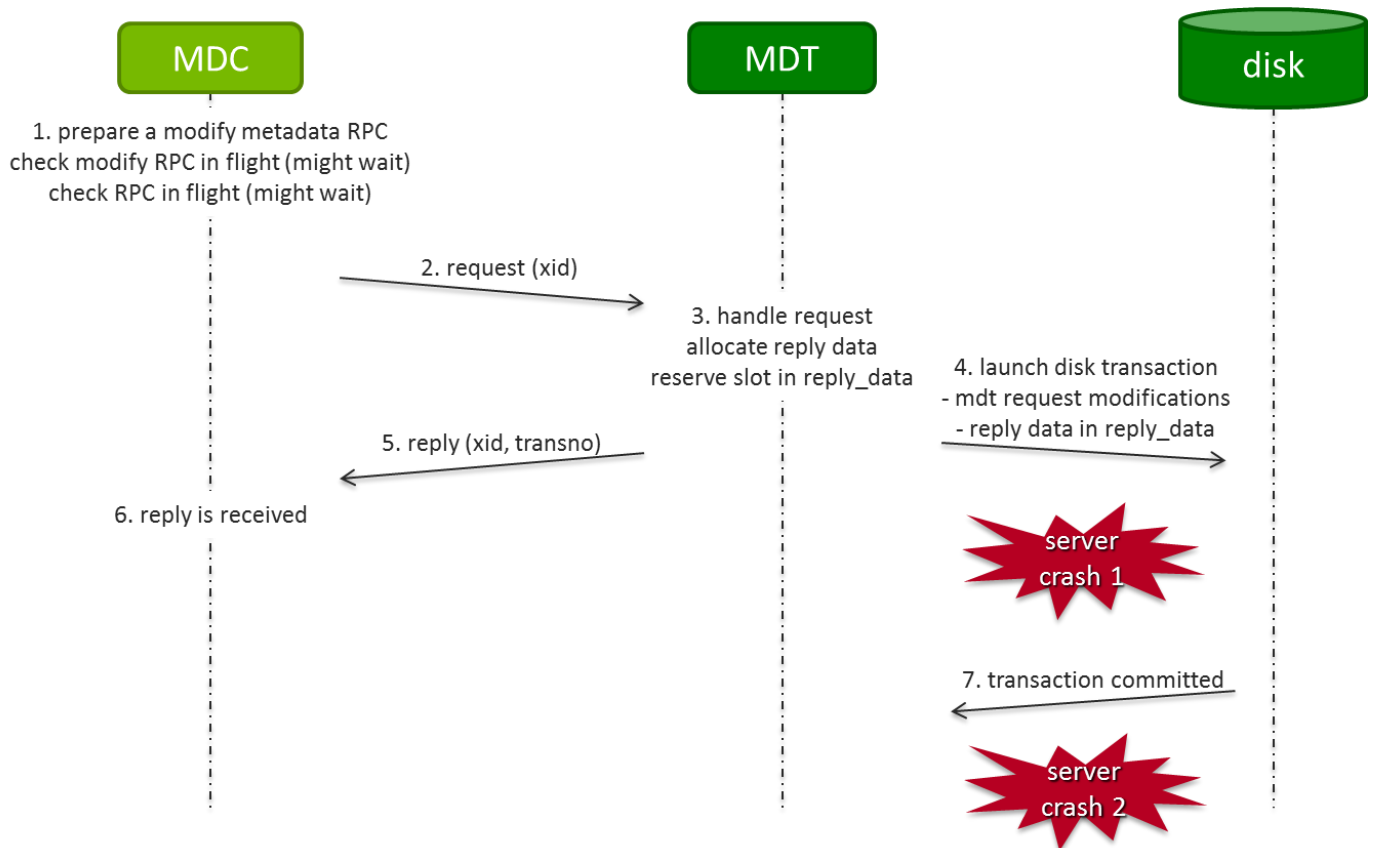 MDC
MDT
disk
1. prepare a modify metadata RPC
check modify RPC in flight (might wait)
check RPC in flight (might wait)
2. request (xid)
3. handle request
allocate reply data
reserve slot in reply_data
4. launch disk transaction
- mdt request modifications
- reply data in reply_data
5. reply (xid, transno)
6. reply is received
server
crash 1
7. transaction committed
server
crash 2